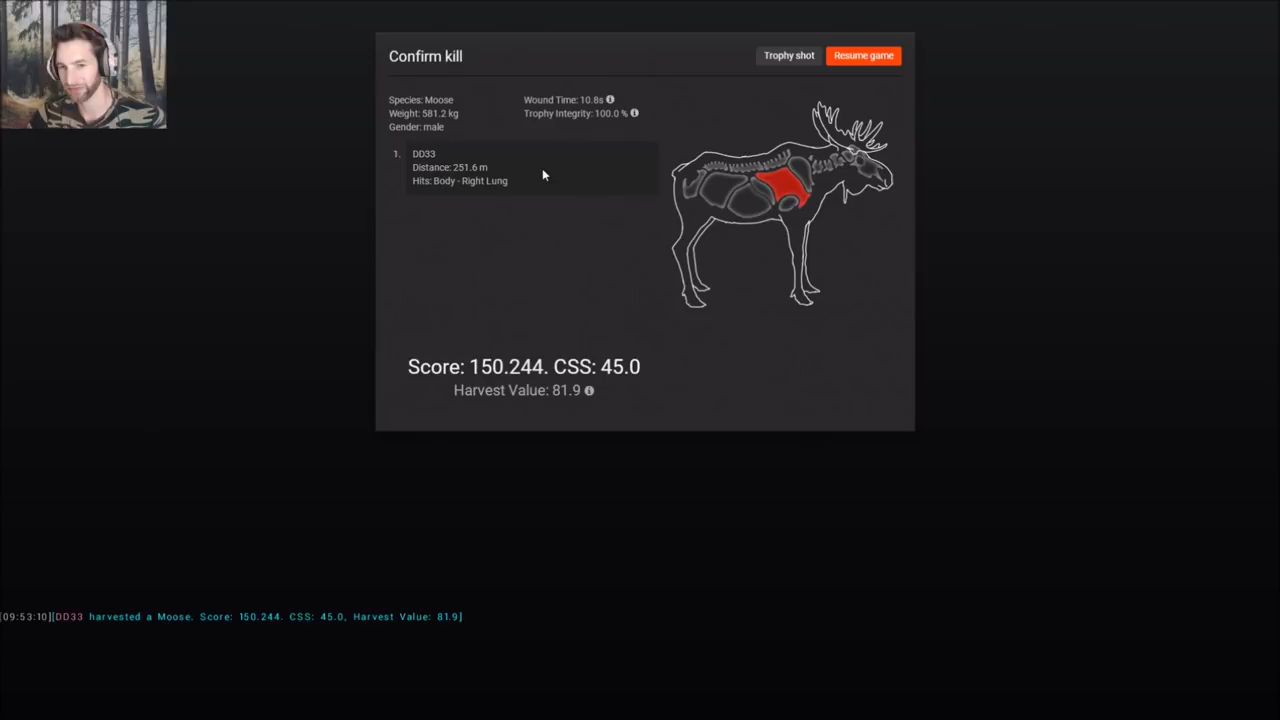 Confirm kill
Trophy shot
Resume game
Species: Moose
Weight: 581.2 kg
Gender: male
Wound Time: 10.8s
Trophy Integrity: 100.0 %
1.
DD33
Distance: 251.6 m
Hits: Body - Right Lung
Score: 150.244. CSS: 45.0
Harvest Value: 81.9
[09:53:10][DD33 harvested a Moose. Score: 150.244. CSS: 45.0, Harvest Value: 81.9]